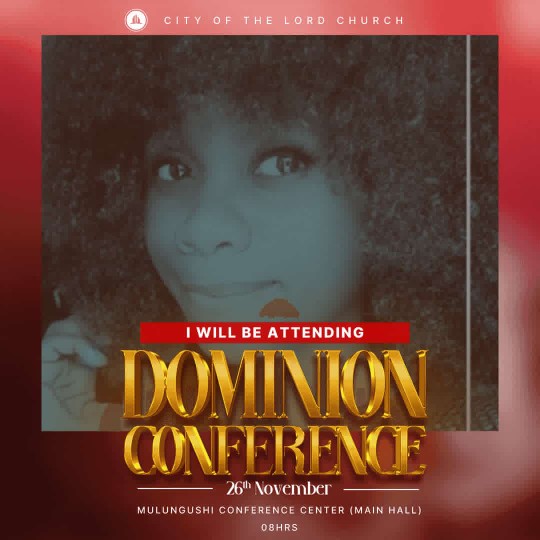 CITY OF THE LORD CHURCH
I WILL BE ATTENDING
DOMINION
CONFERENCE
26th November
MULUNGUSHI CONFERENCE CENTER (MAIN HALL)
08HRS